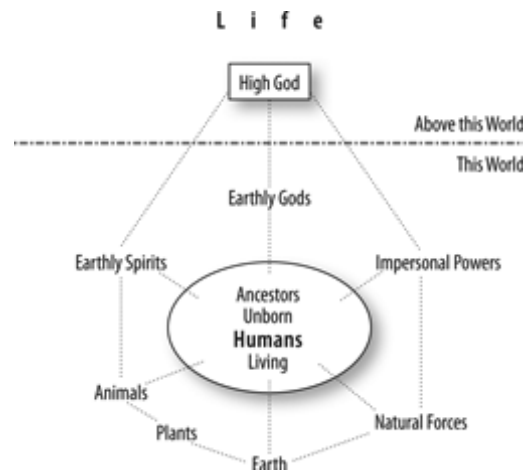 L i f e
High God
Above this World
This World
Earthly Gods
Earthly Spirits
Impersonal Powers
Ancestors
Unborn
Humans
Living
Animals
Natural Forces
Plants
Earth